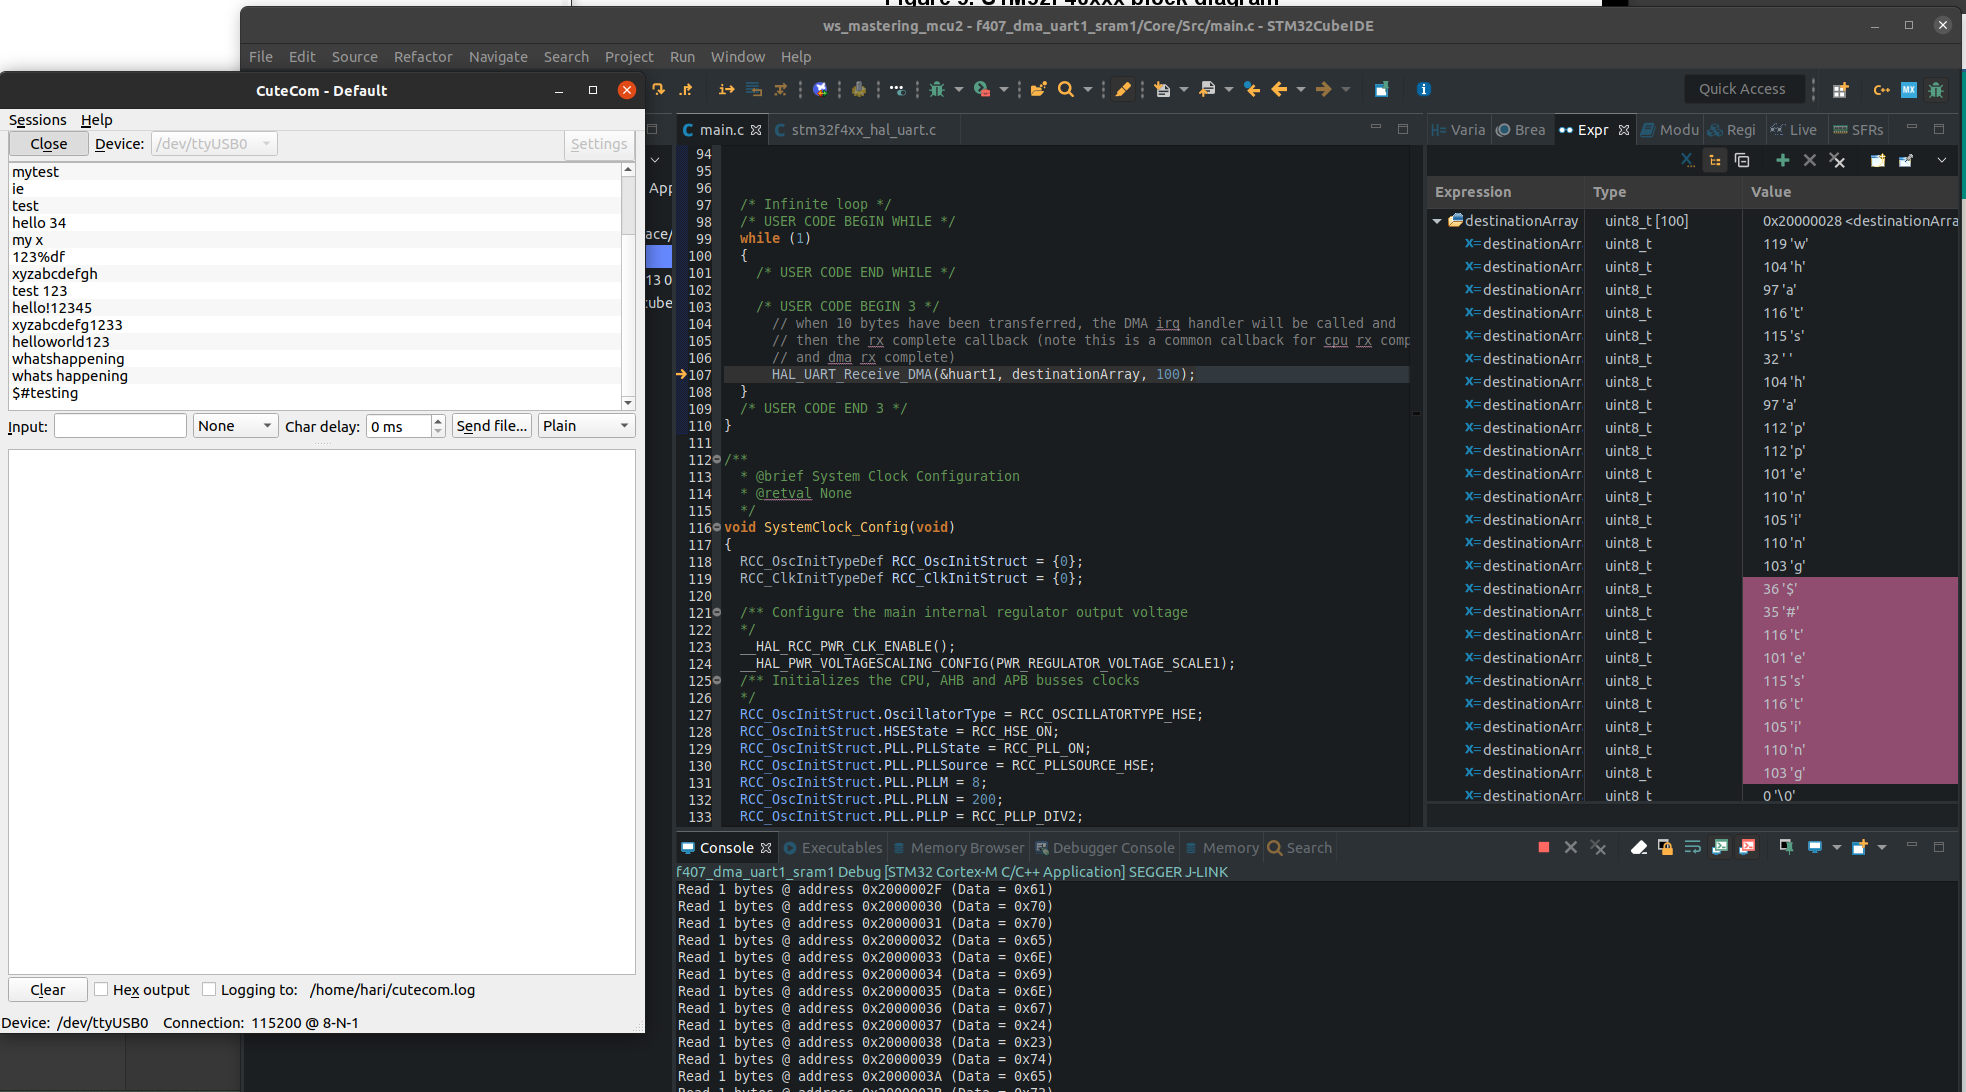 Figure 5. STM32F40xxx block diagram
ws_mastering_mcu2 - f407_dma_uart1_sram1/Core/Src/main.c - STM32CubeIDE
File Edit Source Refactor Navigate Search Project Run Window Help
Quick Access
CuteCom - Default
Sessions Help
Close Device: /dev/ttyUSB0 Settings
mytest
ie
test
hello 34
my x
123%df
xyzabcdefgh
test 123
hello!12345
xyzabcdefg1233
helloworld123
whatshappening
whats happening
$#testing
Input: None Char delay: 0 ms Send file... Plain
Clear Hex output Logging to: /home/hari/cutecom.log
Device: /dev/ttyUSB0 Connection: 115200 @ 8-N-1
App
ace/
13 0
cube
main.c stm32f4xx_hal_uart.c
94
95
96
97 /* Infinite loop */
98 /* USER CODE BEGIN WHILE */
99 while (1)
100 {
101 /* USER CODE END WHILE */
102
103 /* USER CODE BEGIN 3 */
104 // when 10 bytes have been transferred, the DMA irq handler will be called and
105 // then the rx complete callback (note this is a common callback for cpu rx comp
106 // and dma rx complete)
107 HAL_UART_Receive_DMA(&huart1, destinationArray, 100);
108 }
109 /* USER CODE END 3 */
110 }
111
112 /**
113 * @brief System Clock Configuration
114 * @retval None
115 */
116 void SystemClock_Config(void)
117 {
118 RCC_OscInitTypeDef RCC_OscInitStruct = {0};
119 RCC_ClkInitTypeDef RCC_ClkInitStruct = {0};
120
121 /** Configure the main internal regulator output voltage
122 */
123 __HAL_RCC_PWR_CLK_ENABLE();
124 __HAL_PWR_VOLTAGESCALING_CONFIG(PWR_REGULATOR_VOLTAGE_SCALE1);
125 /** Initializes the CPU, AHB and APB busses clocks
126 */
127 RCC_OscInitStruct.OscillatorType = RCC_OSCILLATORTYPE_HSE;
128 RCC_OscInitStruct.HSEState = RCC_HSE_ON;
129 RCC_OscInitStruct.PLL.PLLState = RCC_PLL_ON;
130 RCC_OscInitStruct.PLL.PLLSource = RCC_PLLSOURCE_HSE;
131 RCC_OscInitStruct.PLL.PLLM = 8;
132 RCC_OscInitStruct.PLL.PLLN = 200;
133 RCC_OscInitStruct.PLL.PLLP = RCC_PLLP_DIV2;
Varia Brea Expr Modu Regi Live SFRs
Expression Type Value
destinationArray uint8_t [100] 0x20000028 <destinationArra
destinationArr uint8_t 119 'w'
destinationArr uint8_t 104 'h'
destinationArr uint8_t 97 'a'
destinationArr uint8_t 116 't'
destinationArr uint8_t 115 's'
destinationArr uint8_t 32 ' '
destinationArr uint8_t 104 'h'
destinationArr uint8_t 97 'a'
destinationArr uint8_t 112 'p'
destinationArr uint8_t 112 'p'
destinationArr uint8_t 101 'e'
destinationArr uint8_t 110 'n'
destinationArr uint8_t 105 'i'
destinationArr uint8_t 110 'n'
destinationArr uint8_t 103 'g'
destinationArr uint8_t 36 '$'
destinationArr uint8_t 35 '#'
destinationArr uint8_t 116 't'
destinationArr uint8_t 101 'e'
destinationArr uint8_t 115 's'
destinationArr uint8_t 116 't'
destinationArr uint8_t 105 'i'
destinationArr uint8_t 110 'n'
destinationArr uint8_t 103 'g'
destinationArr uint8_t 0 '\0'
Console Executables Memory Browser Debugger Console Memory Search
f407_dma_uart1_sram1 Debug [STM32 Cortex-M C/C++ Application] SEGGER J-LINK
Read 1 bytes @ address 0x2000002F (Data = 0x61)
Read 1 bytes @ address 0x20000030 (Data = 0x70)
Read 1 bytes @ address 0x20000031 (Data = 0x70)
Read 1 bytes @ address 0x20000032 (Data = 0x65)
Read 1 bytes @ address 0x20000033 (Data = 0x6E)
Read 1 bytes @ address 0x20000034 (Data = 0x69)
Read 1 bytes @ address 0x20000035 (Data = 0x6E)
Read 1 bytes @ address 0x20000036 (Data = 0x67)
Read 1 bytes @ address 0x20000037 (Data = 0x24)
Read 1 bytes @ address 0x20000038 (Data = 0x23)
Read 1 bytes @ address 0x20000039 (Data = 0x74)
Read 1 bytes @ address 0x2000003A (Data = 0x65)
Read 1 bytes @ address 0x2000003B (Data = 0x73)